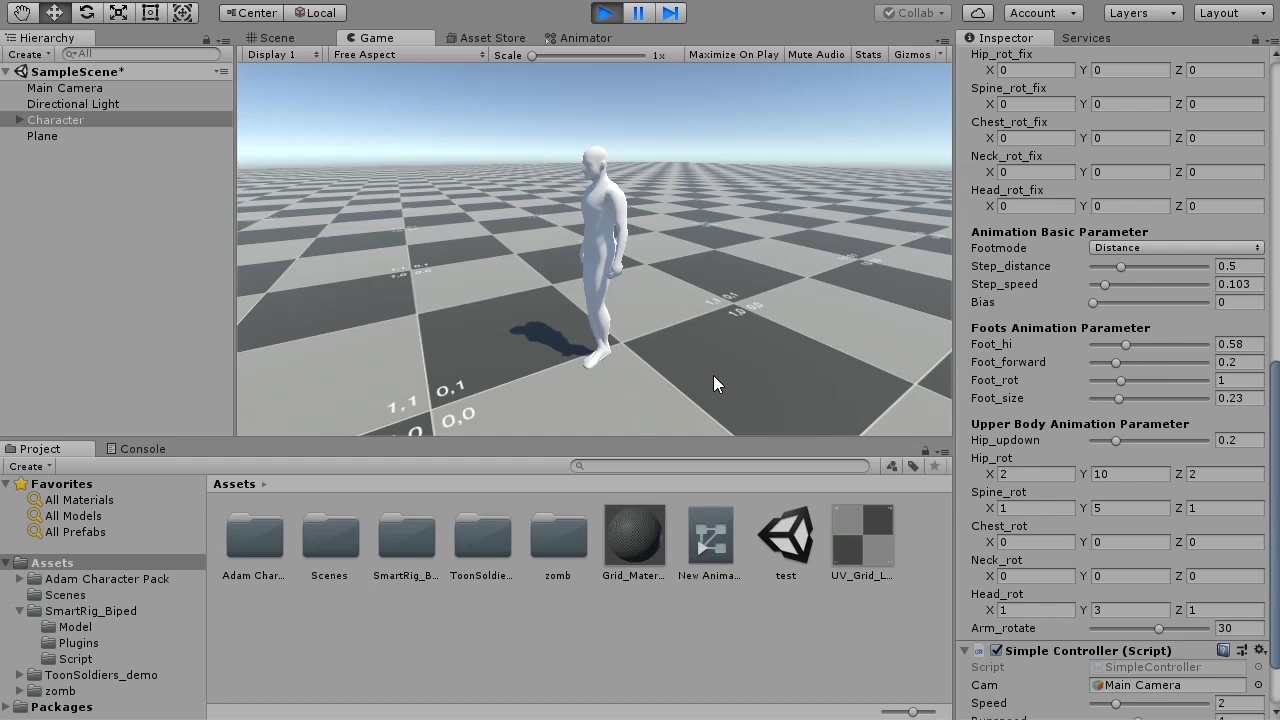 Center Local Collab Account Layers Layout
Hierarchy Scene Game Asset Store Animator Inspector Services
Create All Display 1 Free Aspect Scale 1x Maximize On Play Mute Audio Stats Gizmos
SampleScene*
Main Camera
Directional Light
Character
Plane
1,1 0,1
0,0
1,1 0,1
1,0 0,0
Project Console
Create
Favorites
All Materials
All Models
All Prefabs
Assets
Adam Character Pack
Scenes
SmartRig_Biped
Model
Plugins
Script
ToonSoldiers_demo
zomb
Packages
Assets
Adam Char... Scenes SmartRig_B... ToonSoldie... zomb Grid_Mater... New Anima... test UV_Grid_L...
Hip_rot_fix
X 0 Y 0 Z 0
Spine_rot_fix
X 0 Y 0 Z 0
Chest_rot_fix
X 0 Y 0 Z 0
Neck_rot_fix
X 0 Y 0 Z 0
Head_rot_fix
X 0 Y 0 Z 0
Animation Basic Parameter
Footmode Distance
Step_distance 0.5
Step_speed 0.103
Bias 0
Foots Animation Parameter
Foot_hi 0.58
Foot_forward 0.2
Foot_rot 1
Foot_size 0.23
Upper Body Animation Parameter
Hip_updown 0.2
Hip_rot
X 2 Y 10 Z 2
Spine_rot
X 1 Y 5 Z 1
Chest_rot
X 0 Y 0 Z 0
Neck_rot
X 0 Y 0 Z 0
Head_rot
X 1 Y 3 Z 1
Arm_rotate 30
Simple Controller (Script)
Script SimpleController
Cam Main Camera
Speed 2